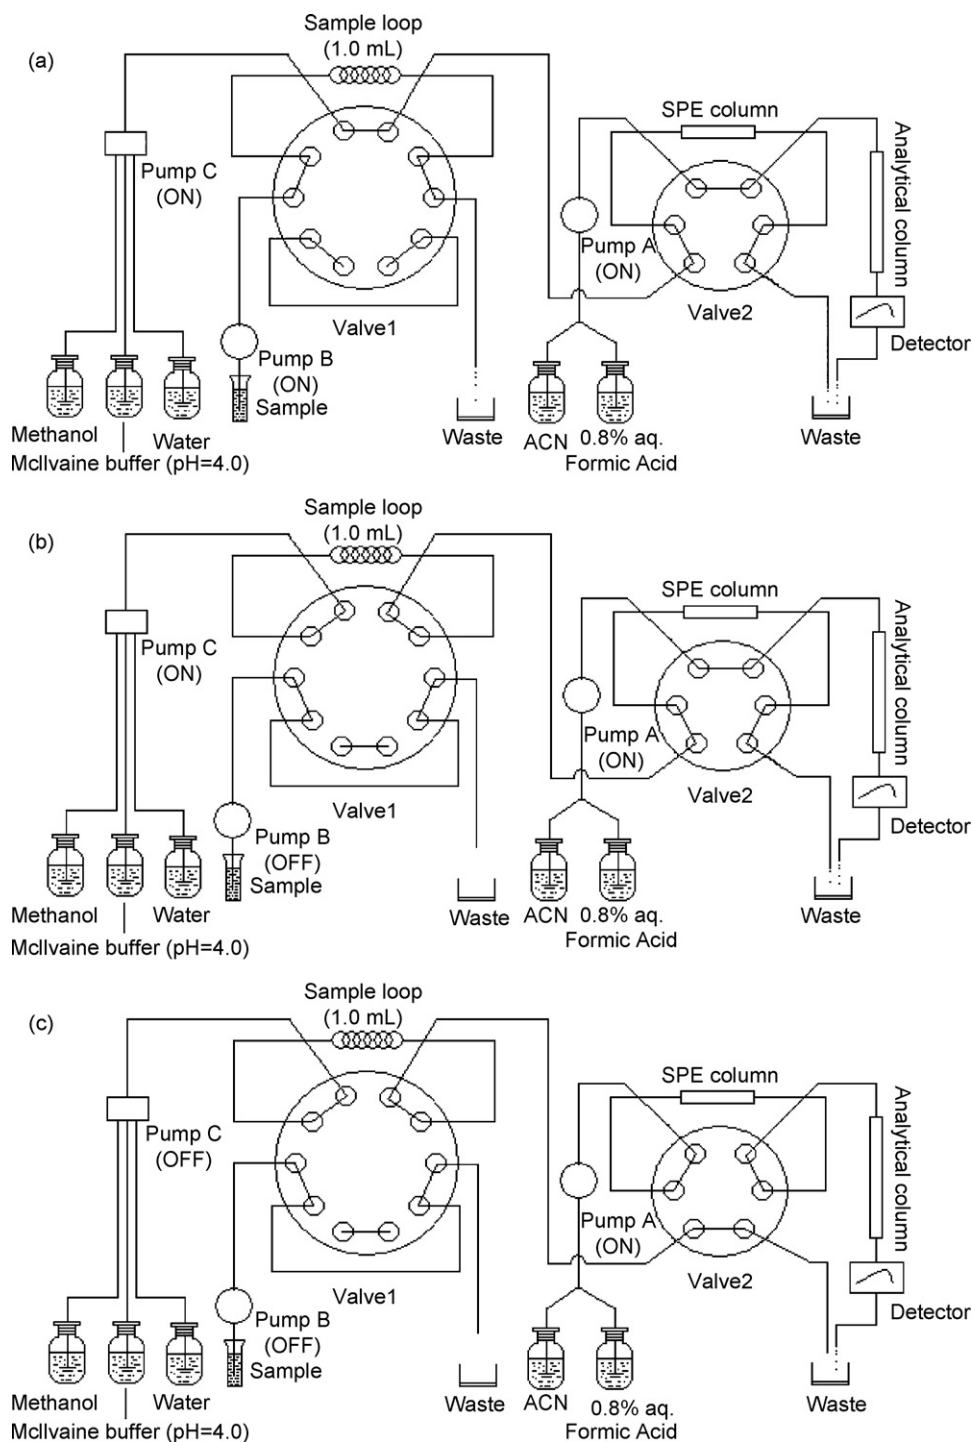 (a)
Sample loop
(1.0 mL)
SPE column
Analytical column
Pump C
(ON)
Pump A
(ON)
Valve1
Valve2
Pump B
(ON)
Sample
Detector
Methanol
Water
McIlvaine buffer (pH=4.0)
Waste
ACN
0.8% aq.
Formic Acid
Waste
(b)
Sample loop
(1.0 mL)
SPE column
Analytical column
Pump C
(ON)
Pump A
(ON)
Valve1
Valve2
Pump B
(OFF)
Sample
Detector
Methanol
Water
McIlvaine buffer (pH=4.0)
Waste
ACN
0.8% aq.
Formic Acid
Waste
(c)
Sample loop
(1.0 mL)
SPE column
Analytical column
Pump C
(OFF)
Pump A
(ON)
Valve1
Valve2
Pump B
(OFF)
Sample
Detector
Methanol
Water
McIlvaine buffer (pH=4.0)
Waste
ACN
0.8% aq.
Formic Acid
Waste